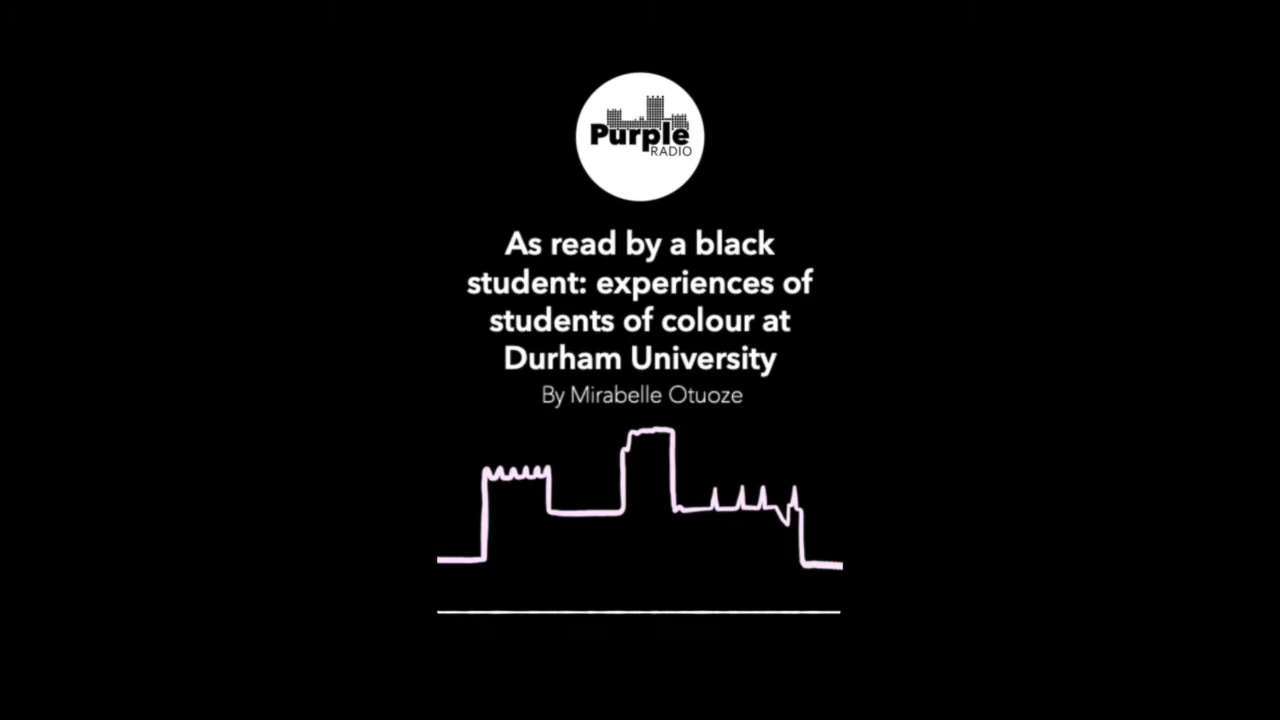 Purple
RADIO
As read by a black
student: experiences of
students of colour at
Durham University
By Mirabelle Otuoze